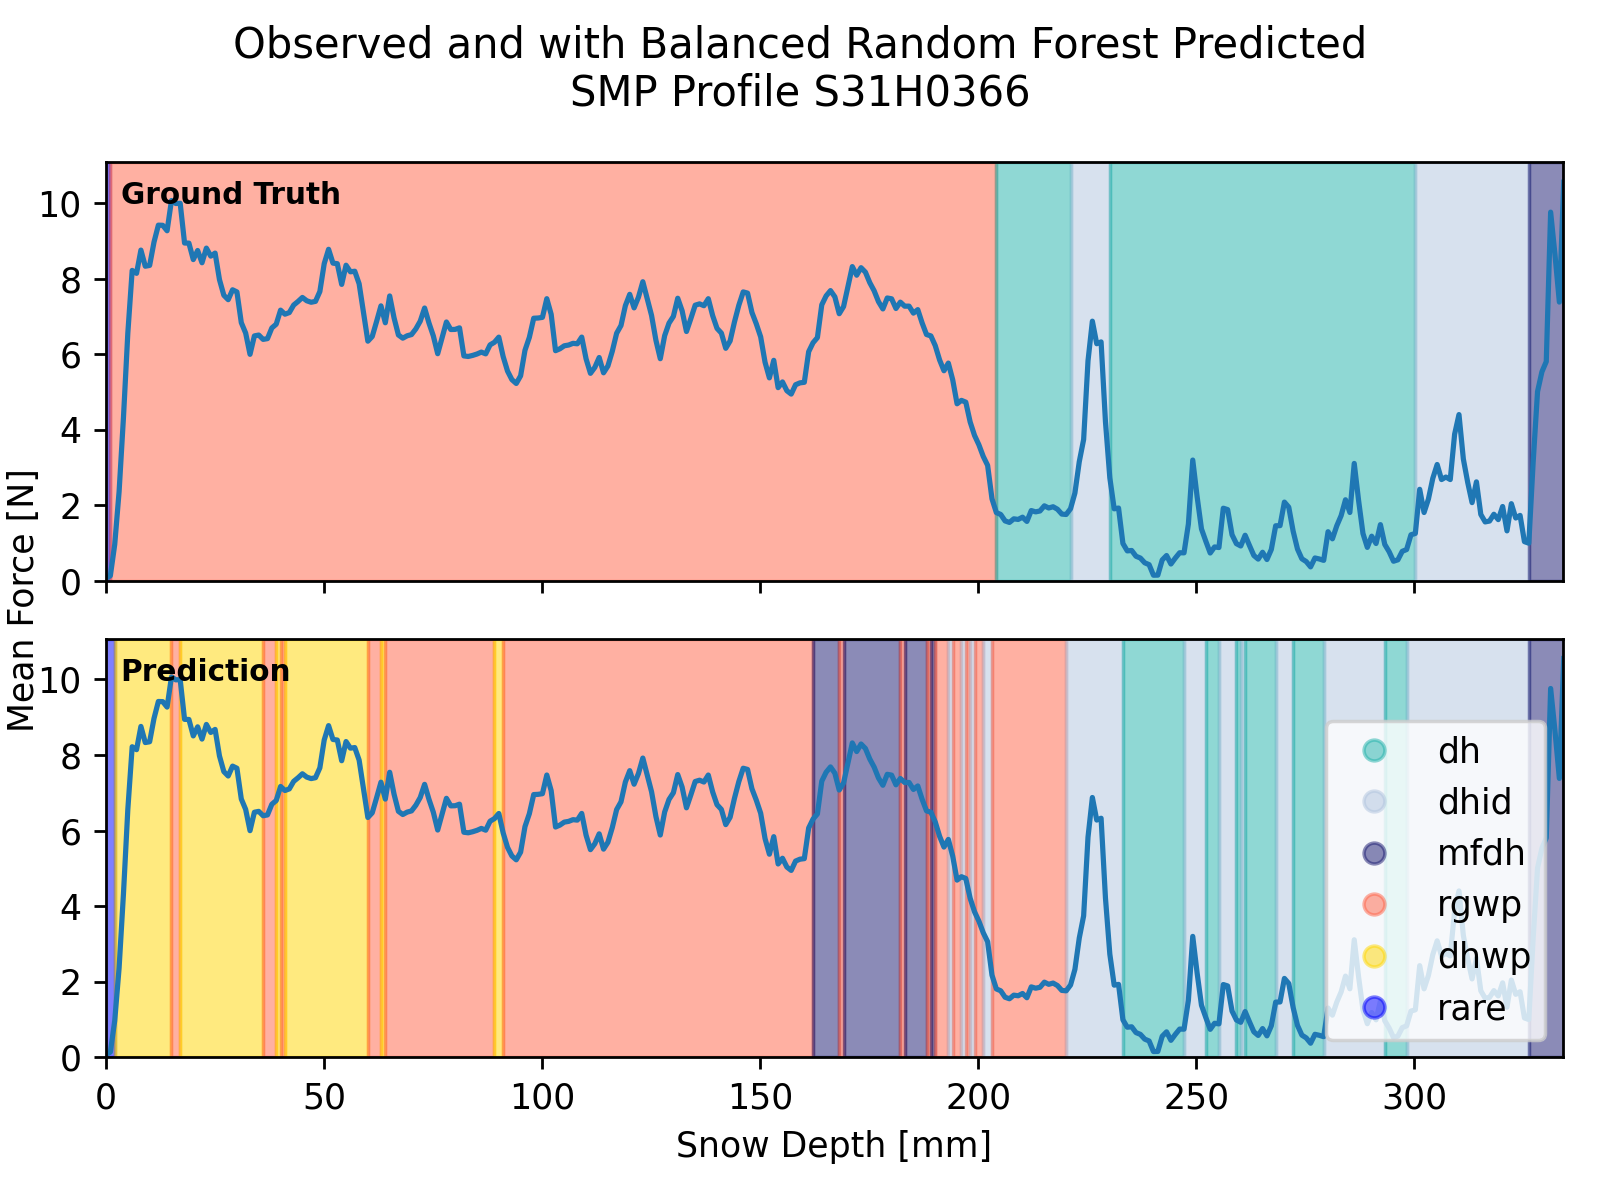 Observed and with Balanced Random Forest Predicted
SMP Profile S31H0366
Ground Truth
10
8
6
4
2
0
Mean Force [N]
Prediction
10
8
6
4
2
0
dh
dhid
mfdh
rgwp
dhwp
rare
0 50 100 150 200 250 300
Snow Depth [mm]